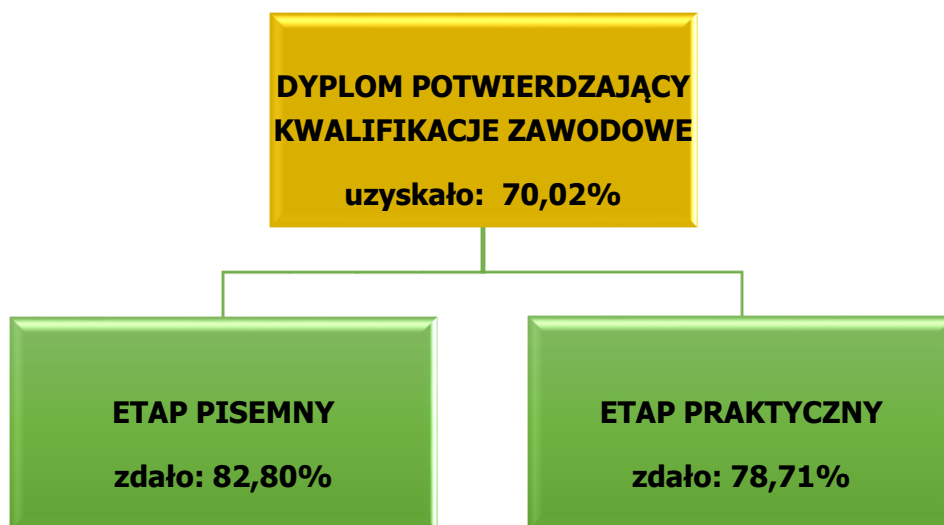 DYPLOM POTWIERDZAJĄCY
KWALIFIKACJE ZAWODOWE
uzyskało: 70,02%
ETAP PISEMNY
zdało: 82,80%
ETAP PRAKTYCZNY
zdało: 78,71%